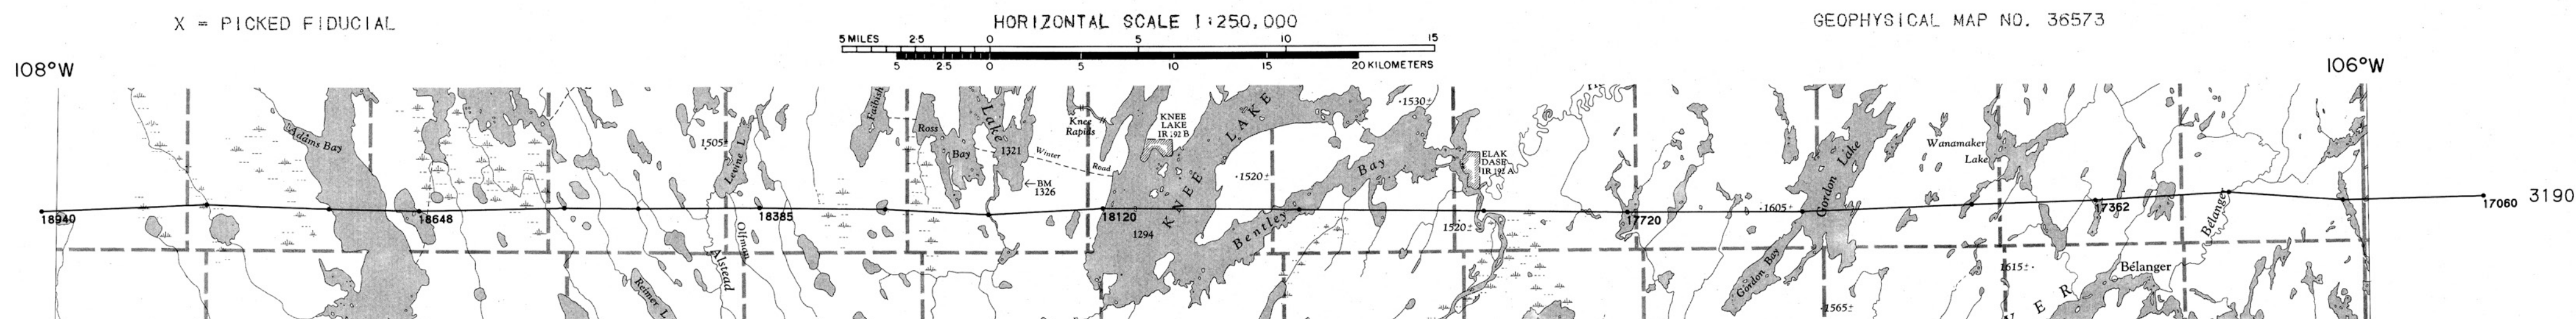 X = PICKED FIDUCIAL
HORIZONTAL SCALE 1:250,000
GEOPHYSICAL MAP NO. 36573
5 MILES 2·5 0 5 10 15
5 2·5 0 5 10 15 20 KILOMETERS
108°W
106°W
Adams Bay
1505±
Levine L
Faibish
Ross
Bay
Lake
1321
Winter Road
BM
1326
Knee
Rapids
KNEE
LAKE
IR 192 B
KNEE LAKE
·1520±
·1530±
Bentley Bay
ELAK
DASE
IR 192 A
1520±
·1605±
Gordon Lake
Wanamaker
Lake
Bélanger
18940
18648
18385
18120
17720
17362
17060
3190
1294
Olfman
Alstead
Reimer L
Gordon Bay
1565±
1615±
Bélanger
E R